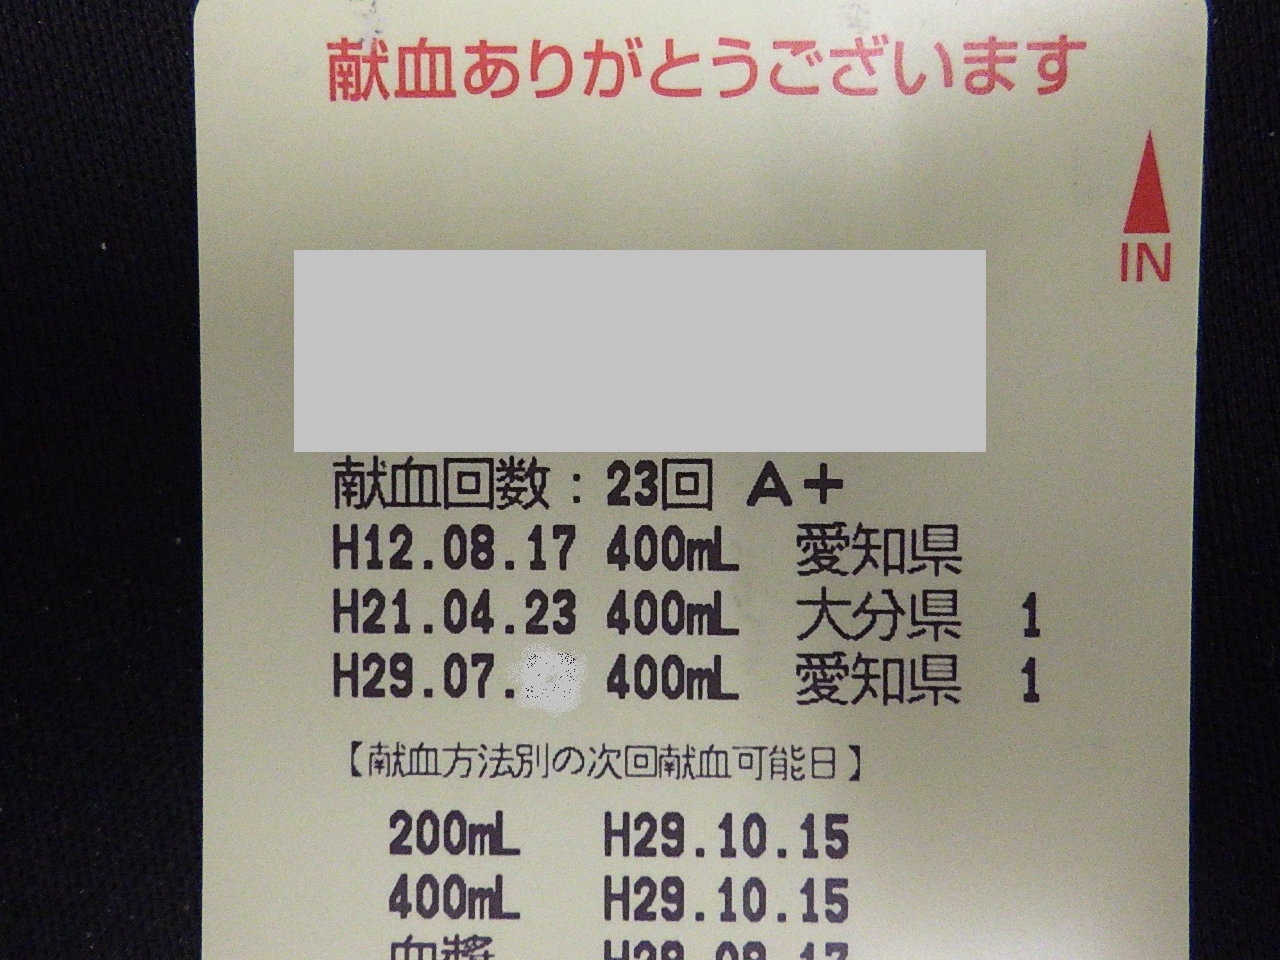 献血ありがとうございます
IN
献血回数：23回 A+
H12.08.17 400mL 愛知県
H21.04.23 400mL 大分県 1
H29.07. 400mL 愛知県 1
【献血方法別の次回献血可能日】
200mL H29.10.15
400mL H29.10.15
血漿